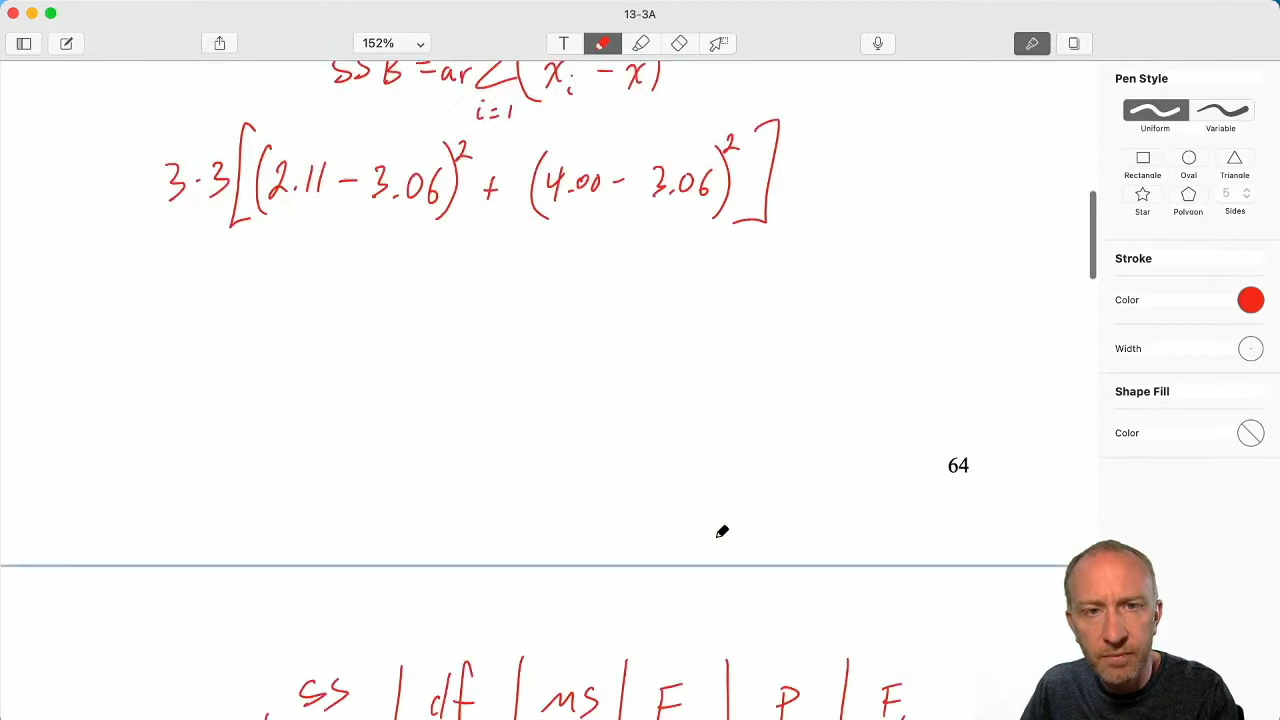 13-3A
152%
T
Pen Style
Uniform Variable
Rectangle Oval Triangle
Star Polygon Sides
5
Stroke
Color
Width
Shape Fill
Color
SSB = ar Σ ( x̄i - x̄ )
i=1
3·3[(2.11 - 3.06)² + (4.00 - 3.06)²]
64
SS | df | MS | F | P | F